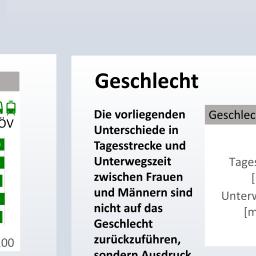 Geschlecht
Die vorliegenden
Unterschiede in
Tagesstrecke und
Unterwegszeit
zwischen Frauen
und Männern sind
nicht auf das
Geschlecht
zurückzuführen,
sondern Ausdruck
ÖV
00
Geschlec
Tages
[
Unterw
[m